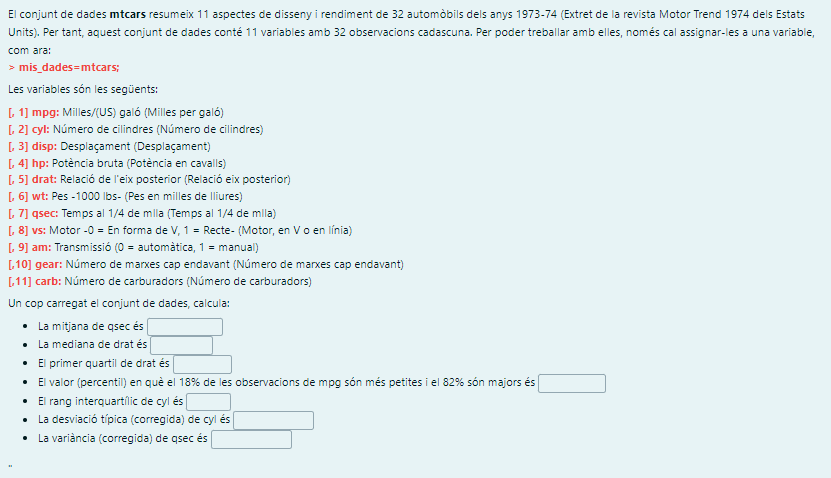 El conjunt de dades mtcars resumeix 11 aspectes de disseny i rendiment de 32 automòbils dels anys 1973-74 (Extret de la revista Motor Trend 1974 dels Estats
Units). Per tant, aquest conjunt de dades conté 11 variables amb 32 observacions cadascuna. Per poder treballar amb elles, només cal assignar-les a una variable,
com ara:
> mis_dades=mtcars;
Les variables són les següents:
[, 1] mpg: Milles/(US) galó (Milles per galó)
[, 2] cyl: Número de cilindres (Número de cilindres)
[, 3] disp: Desplaçament (Desplaçament)
[, 4] hp: Potència bruta (Potència en cavalls)
[, 5] drat: Relació de l'eix posterior (Relació eix posterior)
[, 6] wt: Pes -1000 lbs- (Pes en milles de lliures)
[, 7] qsec: Temps al 1/4 de mlla (Temps al 1/4 de mila)
[, 8] vs: Motor -0 = En forma de V, 1 = Recte- (Motor, en V o en línia)
[, 9] am: Transmissió (0 = automàtica, 1 = manual)
[,10] gear: Número de marxes cap endavant (Número de marxes cap endavant)
[,11] carb: Número de carburadors (Número de carburadors)
Un cop carregat el conjunt de dades, calcula:
• La mitjana de qsec és
• La mediana de drat és
• El primer quartil de drat és
• El valor (percentil) en què el 18% de les observacions de mpg són més petites i el 82% són majors és
• El rang interquartílic de cyl és
• La desviació típica (corregida) de cyl és
• La variància (corregida) de qsec és